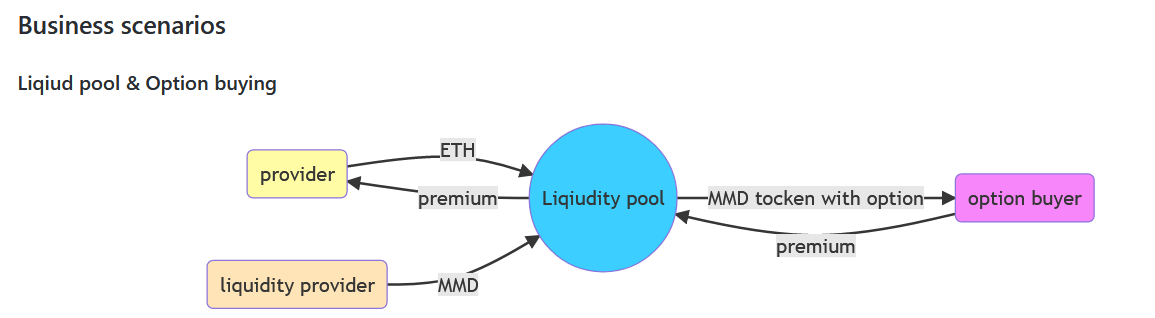 Business scenarios
Liqiud pool & Option buying
ETH
provider
premium
Liqiudity pool
MMD tocken with option
option buyer
premium
liquidity provider
MMD